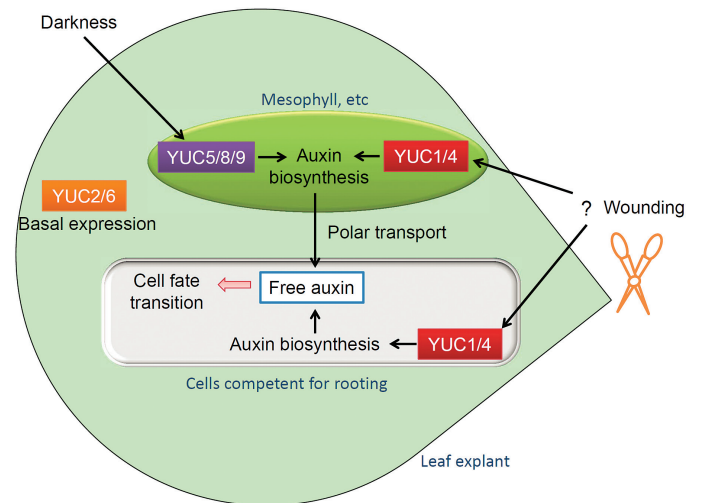 Darkness
Mesophyll, etc
YUC5/8/9
Auxin
biosynthesis
YUC1/4
YUC2/6
Basal expression
? Wounding
Polar transport
Cell fate
transition
Free auxin
Auxin biosynthesis
YUC1/4
Cells competent for rooting
Leaf explant